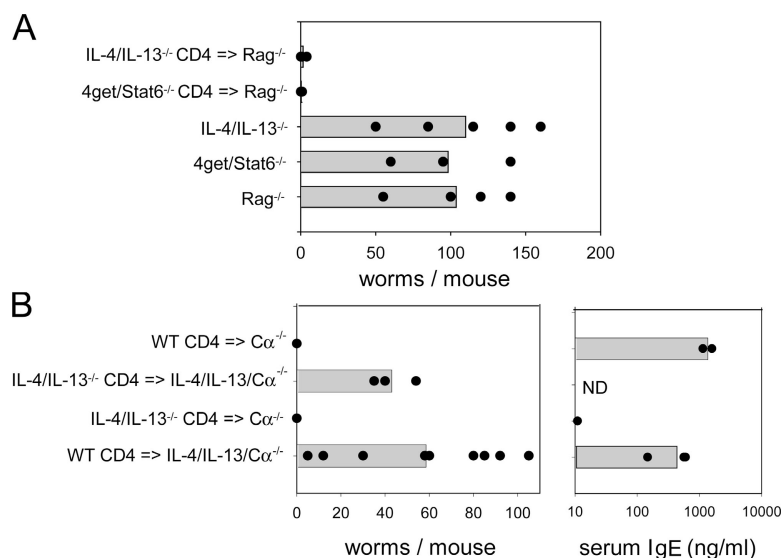 A
IL-4/IL-13-/- CD4 => Rag-/-
4get/Stat6-/- CD4 => Rag-/-
IL-4/IL-13-/-
4get/Stat6-/-
Rag-/-
0 50 100 150 200
worms / mouse
B
WT CD4 => Cα-/-
IL-4/IL-13-/- CD4 => IL-4/IL-13/Cα-/-
ND
IL-4/IL-13-/- CD4 => Cα-/-
WT CD4 => IL-4/IL-13/Cα-/-
0 20 40 60 80 100
10 100 1000 10000
worms / mouse
serum IgE (ng/ml)